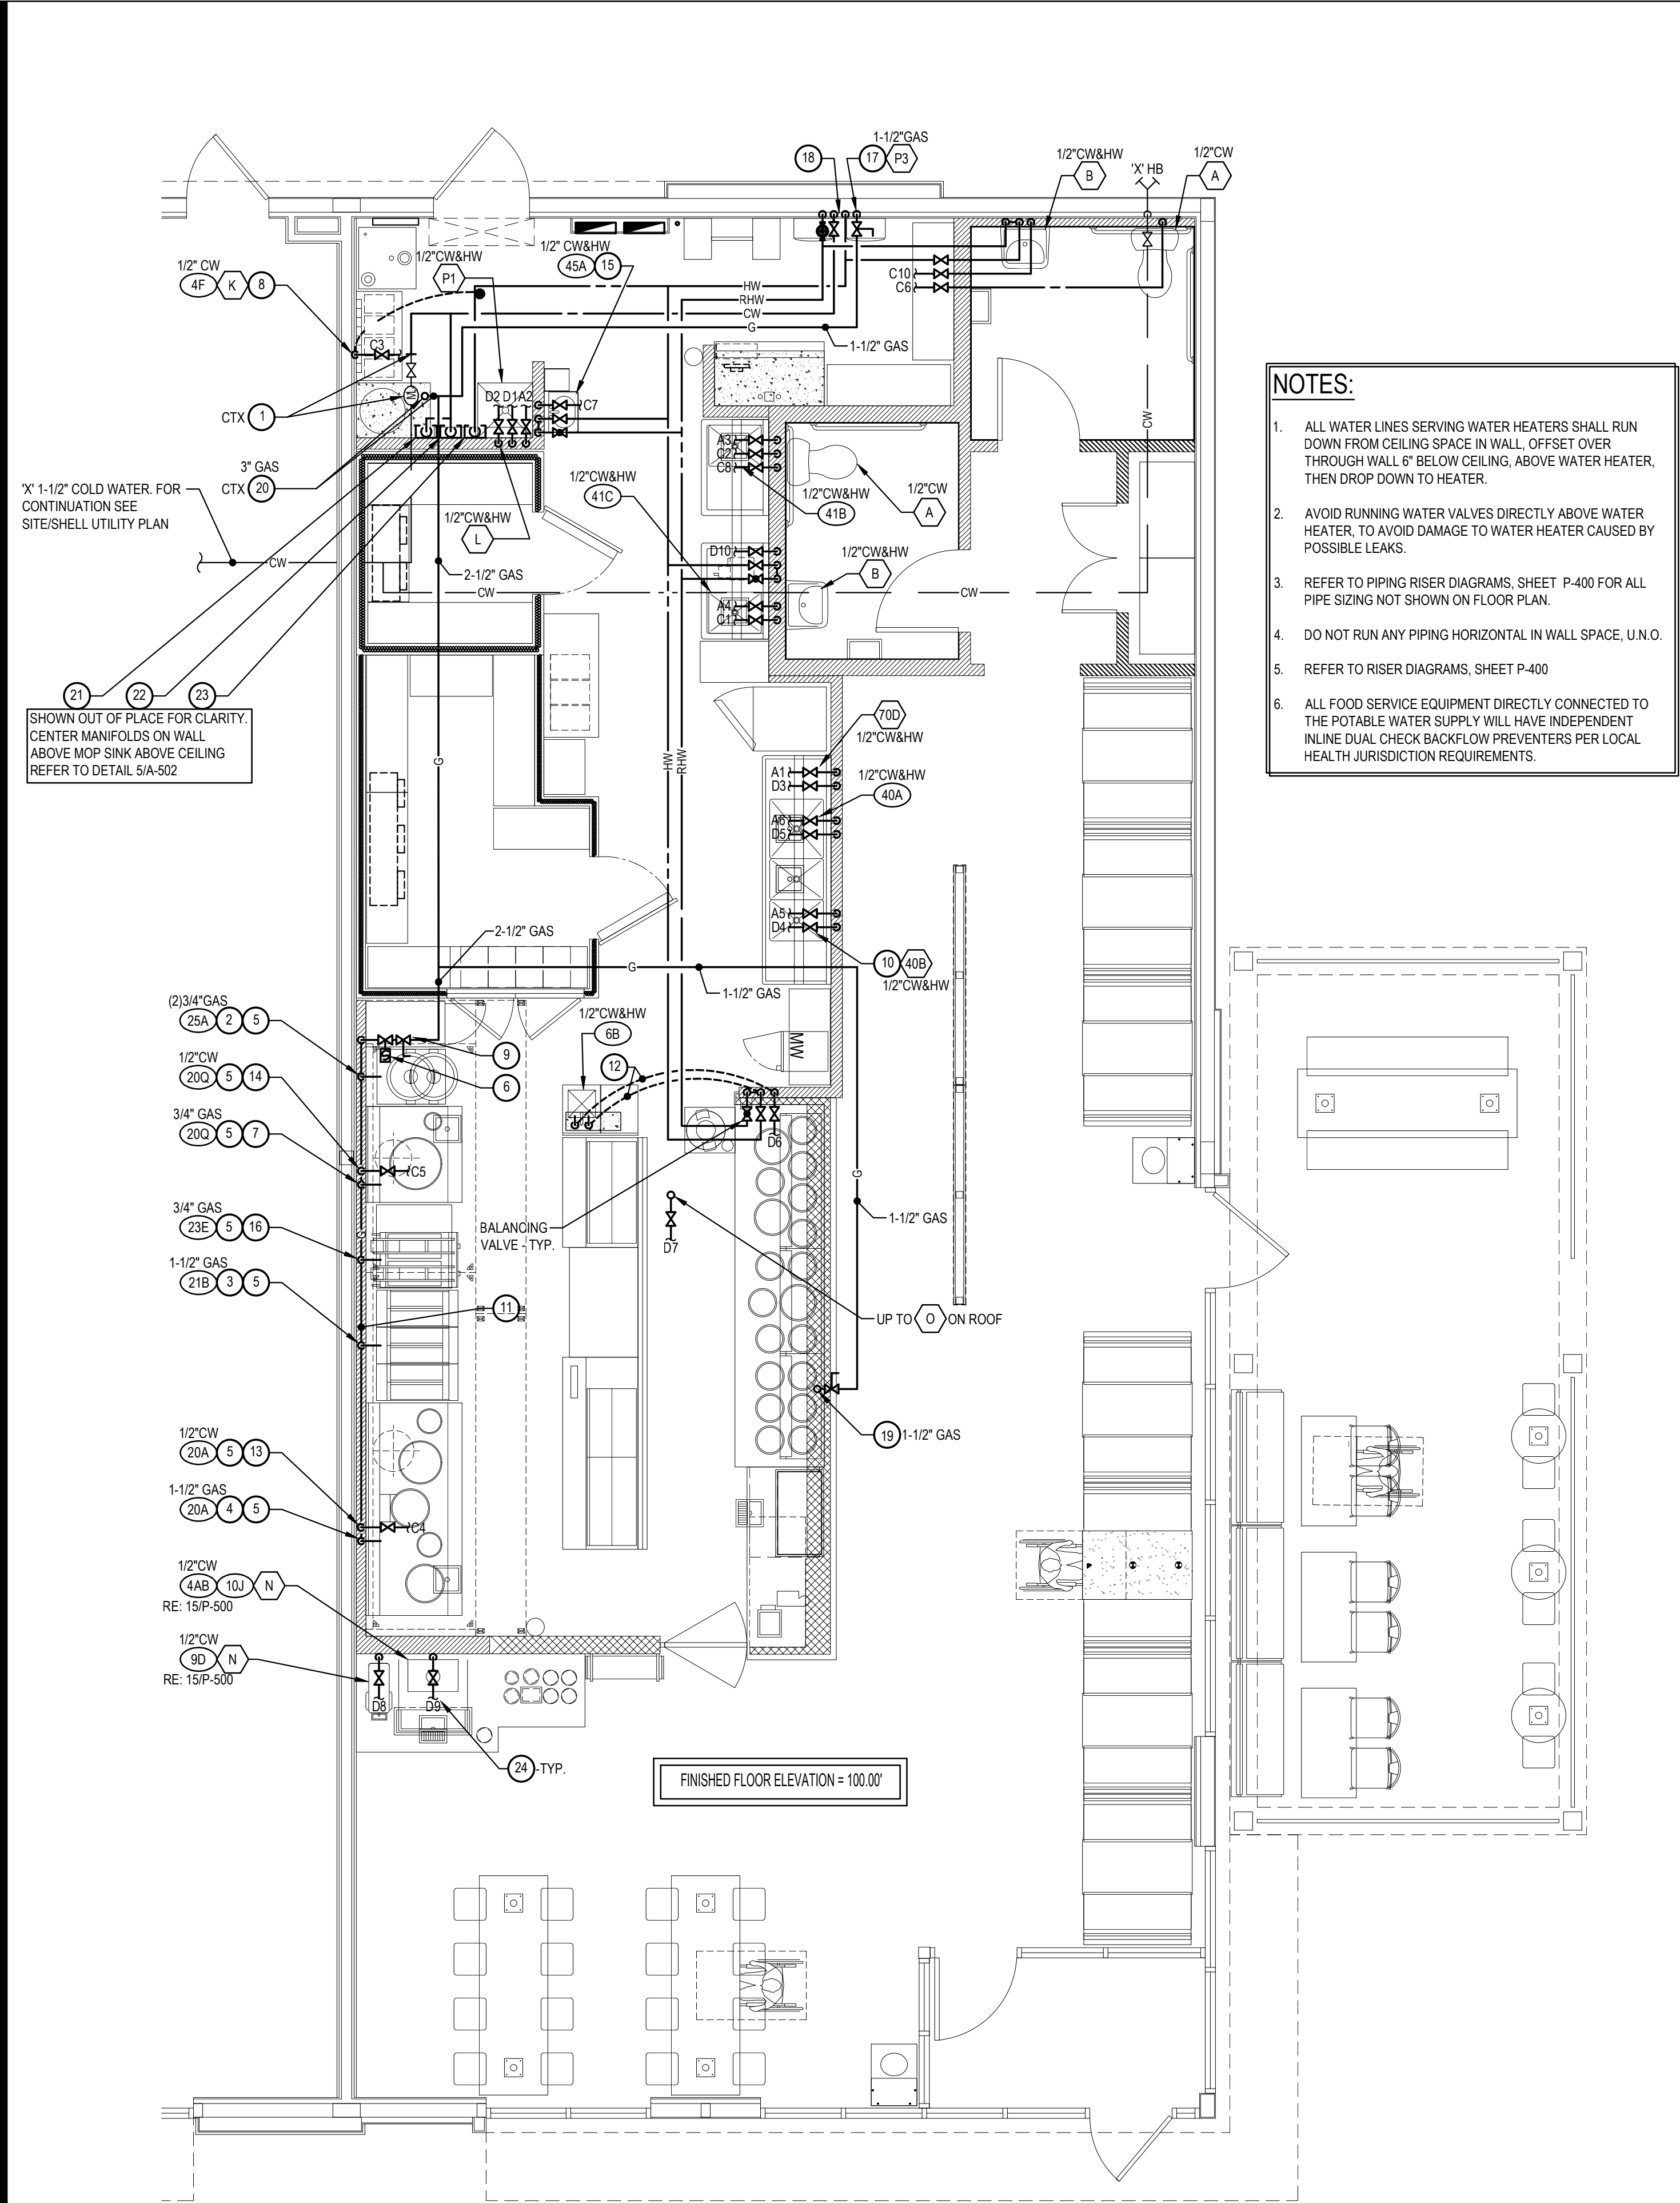 1-1/2"GAS
18
17
P3
1/2"CW&HW
B
'X' HB
1/2"CW
A
1/2" CW
4F
K
8
1/2"CW&HW
P1
1/2" CW&HW
45A
15
HW
RHW
CW
G
1-1/2" GAS
C10
C6
C3
M
CTX
1
D2 D1A2
C7
3" GAS
CTX
20
'X' 1-1/2" COLD WATER. FOR
CONTINUATION SEE
SITE/SHELL UTILITY PLAN
CW
1/2"CW&HW
L
1/2"CW&HW
41C
A3
C2
C8
1/2"CW&HW
41B
1/2"CW
A
CW
2-1/2" GAS
CW
D10
1/2"CW&HW
B
CW
A4
C1
21
22
23
SHOWN OUT OF PLACE FOR CLARITY.
CENTER MANIFOLDS ON WALL
ABOVE MOP SINK ABOVE CEILING
REFER TO DETAIL 5/A-502
NOTES:
1. ALL WATER LINES SERVING WATER HEATERS SHALL RUN
DOWN FROM CEILING SPACE IN WALL, OFFSET OVER
THROUGH WALL 6" BELOW CEILING, ABOVE WATER HEATER,
THEN DROP DOWN TO HEATER.
2. AVOID RUNNING WATER VALVES DIRECTLY ABOVE WATER
HEATER, TO AVOID DAMAGE TO WATER HEATER CAUSED BY
POSSIBLE LEAKS.
3. REFER TO PIPING RISER DIAGRAMS, SHEET P-400 FOR ALL
PIPE SIZING NOT SHOWN ON FLOOR PLAN.
4. DO NOT RUN ANY PIPING HORIZONTAL IN WALL SPACE, U.N.O.
5. REFER TO RISER DIAGRAMS, SHEET P-400
6. ALL FOOD SERVICE EQUIPMENT DIRECTLY CONNECTED TO
THE POTABLE WATER SUPPLY WILL HAVE INDEPENDENT
INLINE DUAL CHECK BACKFLOW PREVENTERS PER LOCAL
HEALTH JURISDICTION REQUIREMENTS.
70D
1/2"CW&HW
G
HW
RHW
A1
D3
1/2"CW&HW
40A
A6
D5
A5
D4
10
40B
1/2"CW&HW
2-1/2" GAS
G
1-1/2" GAS
(2)3/4"GAS
25A
2
5
1/2"CW&HW
6B
9
S
6
12
MW
1/2"CW
20Q
5
14
3/4" GAS
20Q
5
7
C5
D6
G
3/4" GAS
23E
5
16
G
BALANCING
VALVE - TYP.
D7
1-1/2" GAS
1-1/2" GAS
21B
3
5
11
UP TO
O
ON ROOF
19
1-1/2" GAS
1/2"CW
20A
5
13
1-1/2" GAS
20A
4
5
C4
1/2"CW
4AB
10J
N
RE: 15/P-500
1/2"CW
9D
N
RE: 15/P-500
D8
D9
24
-TYP.
FINISHED FLOOR ELEVATION = 100.00'